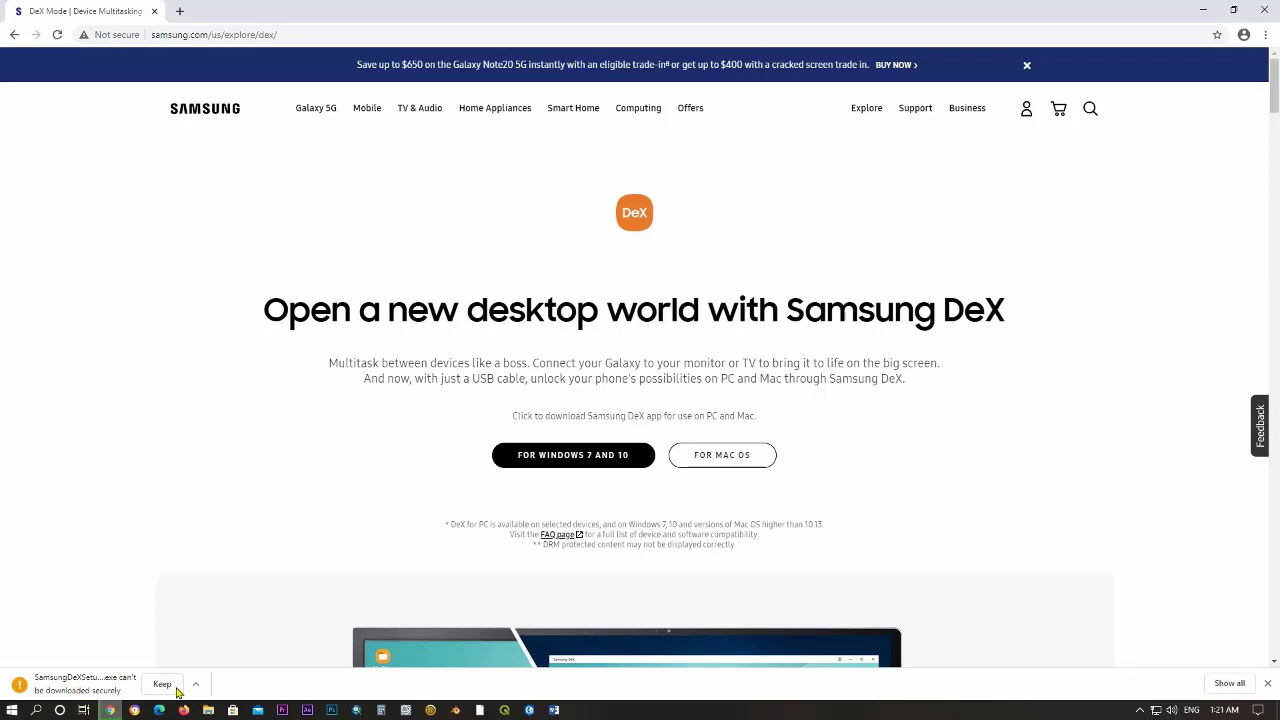 DeX Mode | Device Multitasking
Not secure | samsung.com/us/explore/dex/
Save up to $650 on the Galaxy Note20 5G instantly with an eligible trade-in⁰ or get up to $400 with a cracked screen trade in. BUY NOW >
SAMSUNG Galaxy 5G Mobile TV & Audio Home Appliances Smart Home Computing Offers Explore Support Business
DeX
Open a new desktop world with Samsung DeX
Multitask between devices like a boss. Connect your Galaxy to your monitor or TV to bring it to life on the big screen.
And now, with just a USB cable, unlock your phone's possibilities on PC and Mac through Samsung DeX.
Click to download Samsung DeX app for use on PC and Mac.
Feedback
FOR WINDOWS 7 AND 10 FOR MAC OS
* DeX for PC is available on selected devices, and on Windows 7, 10 and versions of Mac OS higher than 10.13.
Visit the FAQ page for a full list of device and software compatibility.
** DRM protected content may not be displayed correctly.
Samsung DeX
SamsungDeXSetu....exe can't
be downloaded securely
Keep
Show all
ENG 1:21 AM